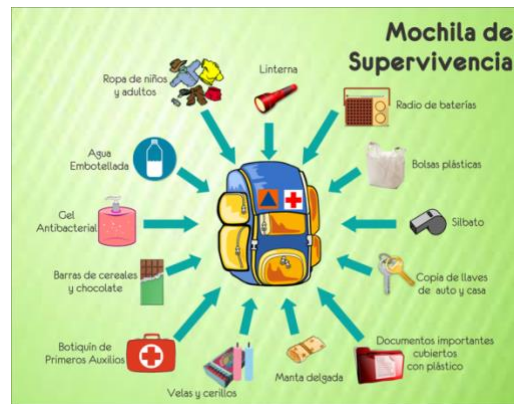 Mochila de
Supervivencia
Ropa de niños
y adultos
Linterna
Radio de baterías
Agua
Embotellada
Bolsas plásticas
Gel
Antibacterial
Silbato
Barras de cereales
y chocolate
Copia de llaves
de auto y casa
Botiquín de
Primeros Auxilios
Velas y cerillos
Manta delgada
Documentos importantes
cubiertos
con plástico